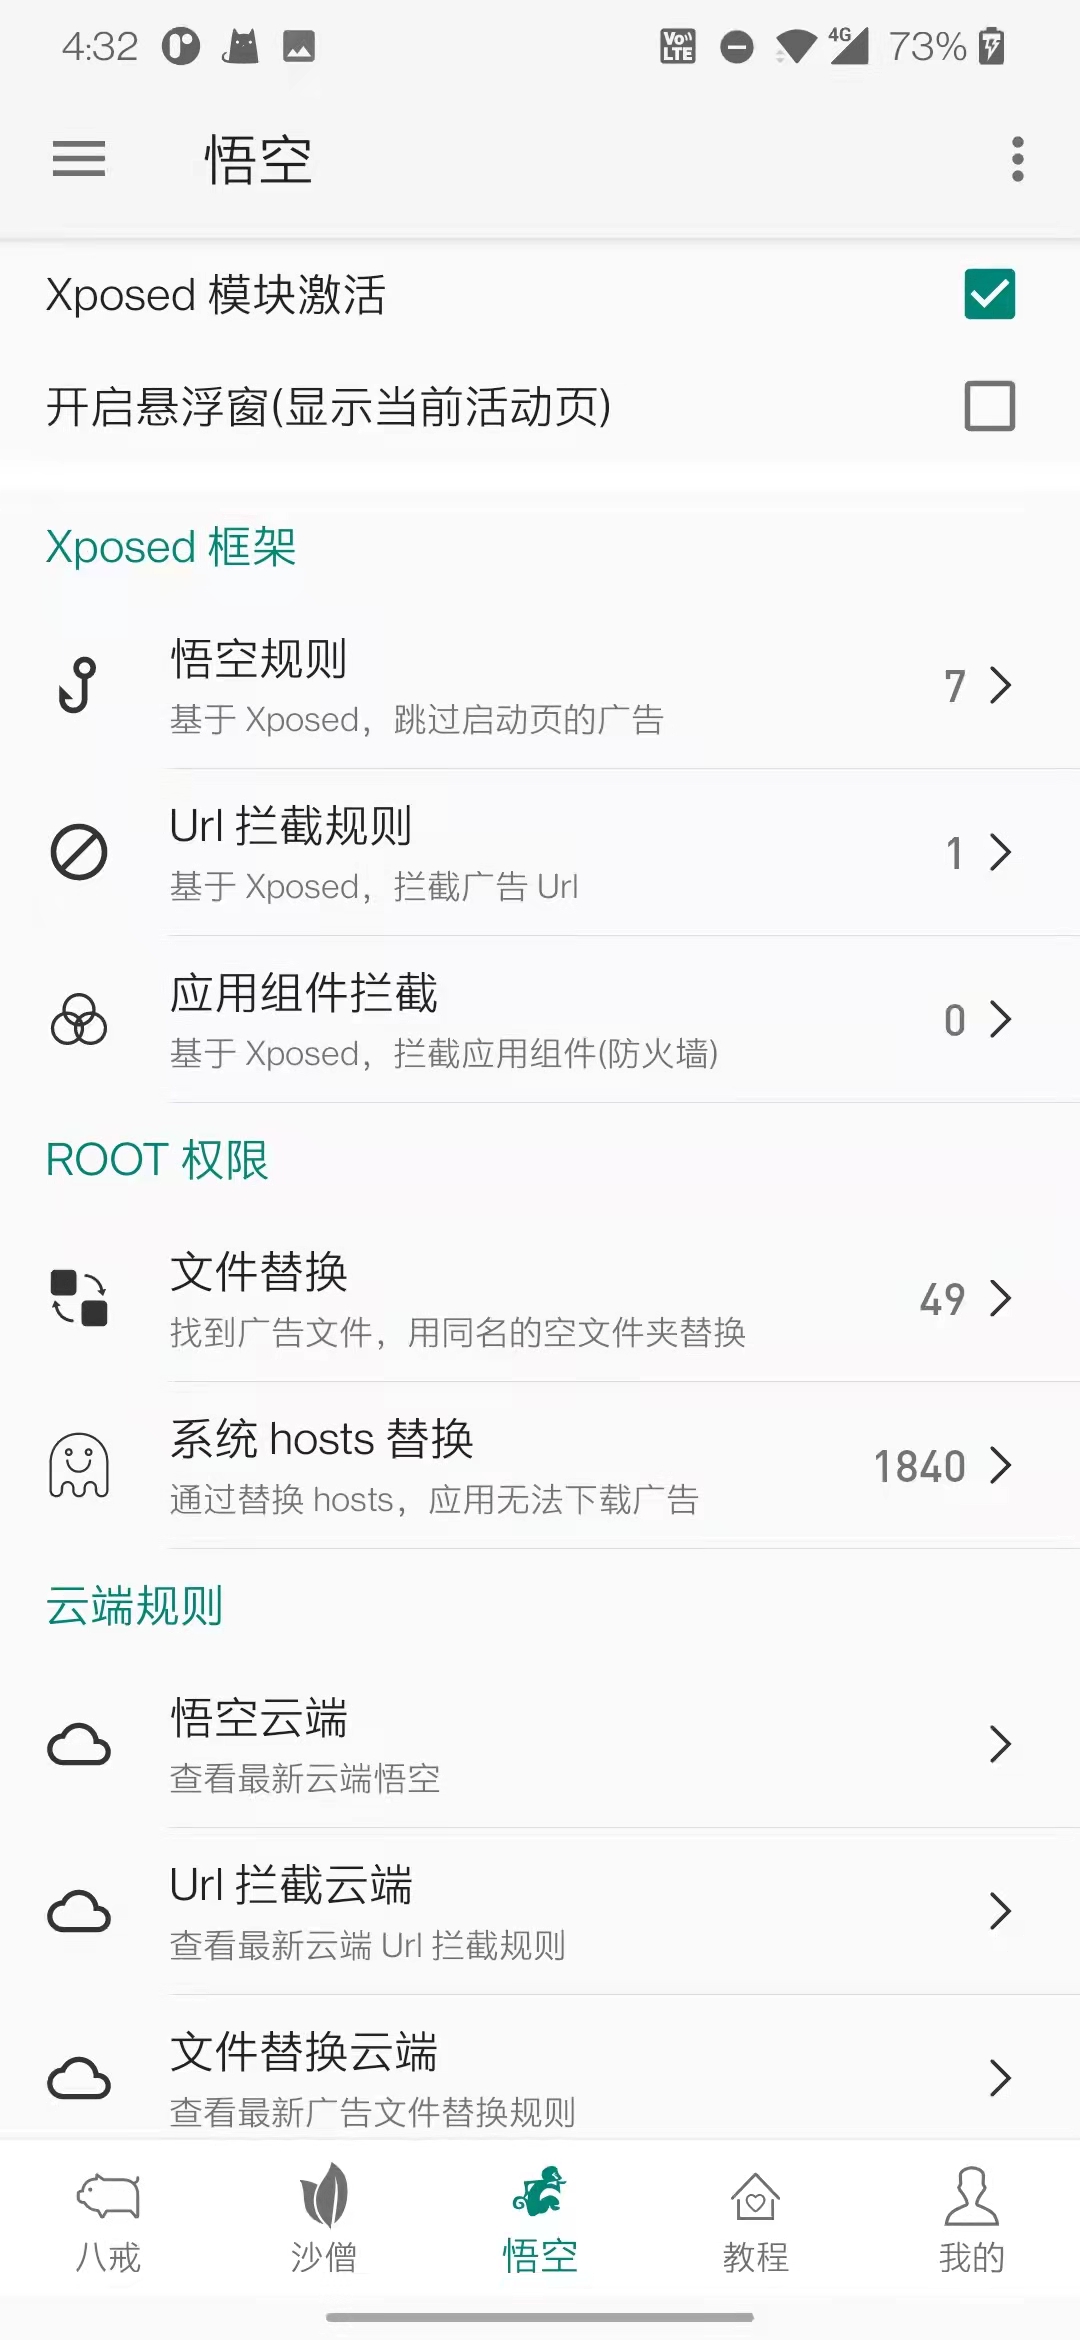 4:32 VoLTE 4G 73%
悟空
Xposed 模块激活
开启悬浮窗(显示当前活动页)
Xposed 框架
悟空规则
基于 Xposed，跳过启动页的广告
7
Url 拦截规则
基于 Xposed，拦截广告 Url
1
应用组件拦截
基于 Xposed，拦截应用组件(防火墙)
0
ROOT 权限
文件替换
找到广告文件，用同名的空文件夹替换
49
系统 hosts 替换
通过替换 hosts，应用无法下载广告
1840
云端规则
悟空云端
查看最新云端悟空
Url 拦截云端
查看最新云端 Url 拦截规则
文件替换云端
查看最新广告文件替换规则
八戒 沙僧 悟空 教程 我的